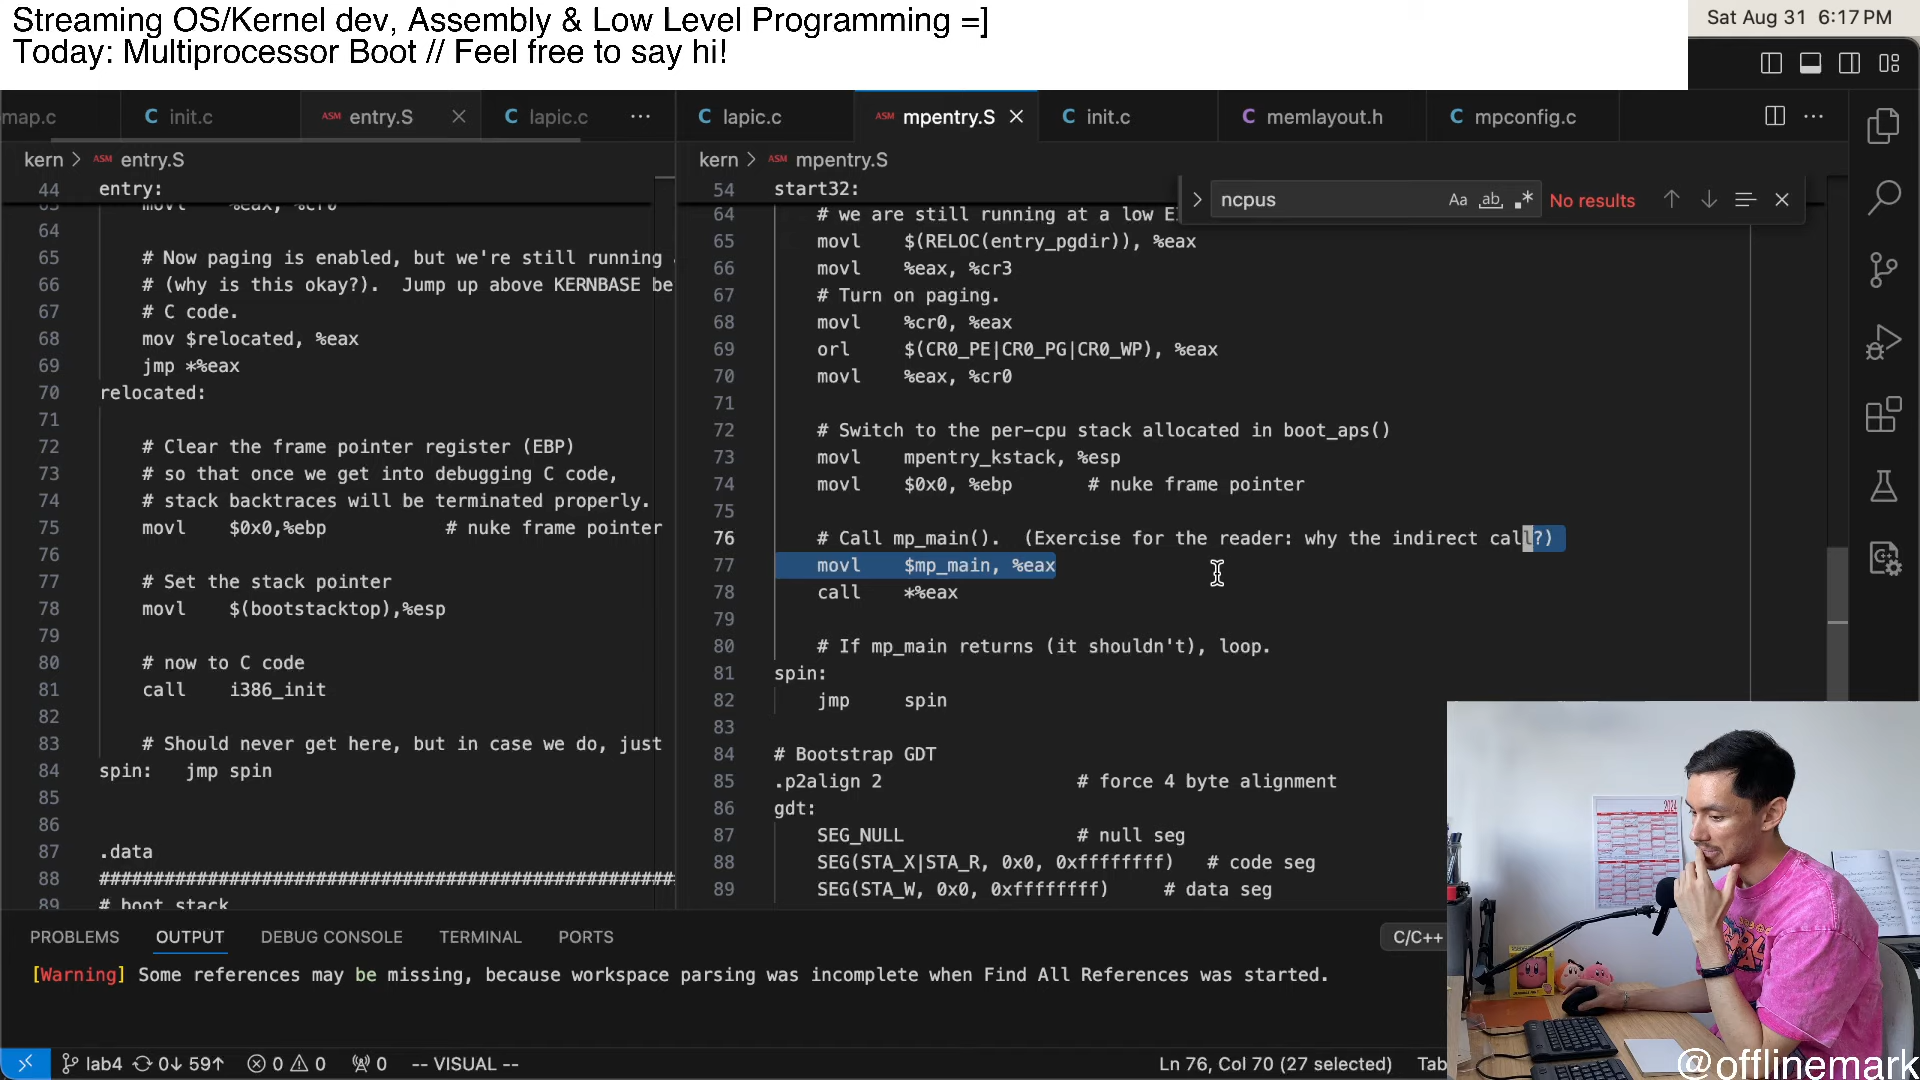 Streaming OS/Kernel dev, Assembly & Low Level Programming =]
Today: Multiprocessor Boot // Feel free to say hi!
Sat Aug 31 6:17 PM
map.c
C init.c
ASM entry.S
C lapic.c
C lapic.c
ASM mpentry.S
C init.c
C memlayout.h
C mpconfig.c
kern > ASM entry.S
44 entry:
movl %eax, %cr0
64
65 # Now paging is enabled, but we're still running
66 # (why is this okay?). Jump up above KERNBASE be
67 # C code.
68 mov $relocated, %eax
69 jmp *%eax
70 relocated:
71
72 # Clear the frame pointer register (EBP)
73 # so that once we get into debugging C code,
74 # stack backtraces will be terminated properly.
75 movl $0x0,%ebp # nuke frame pointer
76
77 # Set the stack pointer
78 movl $(bootstacktop),%esp
79
80 # now to C code
81 call i386_init
82
83 # Should never get here, but in case we do, just
84 spin: jmp spin
85
86
87 .data
88 #####################################################
89 # boot stack
kern > ASM mpentry.S
ncpus
Aa
ab
.*
No results
54 start32:
64 # we are still running at a low E
65 movl $(RELOC(entry_pgdir)), %eax
66 movl %eax, %cr3
67 # Turn on paging.
68 movl %cr0, %eax
69 orl $(CR0_PE|CR0_PG|CR0_WP), %eax
70 movl %eax, %cr0
71
72 # Switch to the per-cpu stack allocated in boot_aps()
73 movl mpentry_kstack, %esp
74 movl $0x0, %ebp # nuke frame pointer
75
76 # Call mp_main(). (Exercise for the reader: why the indirect call?)
77 movl $mp_main, %eax
78 call *%eax
79
80 # If mp_main returns (it shouldn't), loop.
81 spin:
82 jmp spin
83
84 # Bootstrap GDT
85 .p2align 2 # force 4 byte alignment
86 gdt:
87 SEG_NULL # null seg
88 SEG(STA_X|STA_R, 0x0, 0xffffffff) # code seg
89 SEG(STA_W, 0x0, 0xffffffff) # data seg
PROBLEMS OUTPUT DEBUG CONSOLE TERMINAL PORTS
C/C++
[Warning] Some references may be missing, because workspace parsing was incomplete when Find All References was started.
2024
lab4 0↓ 59↑ 0 0 0 -- VISUAL --
Ln 76, Col 70 (27 selected) Tab
@offlinemark